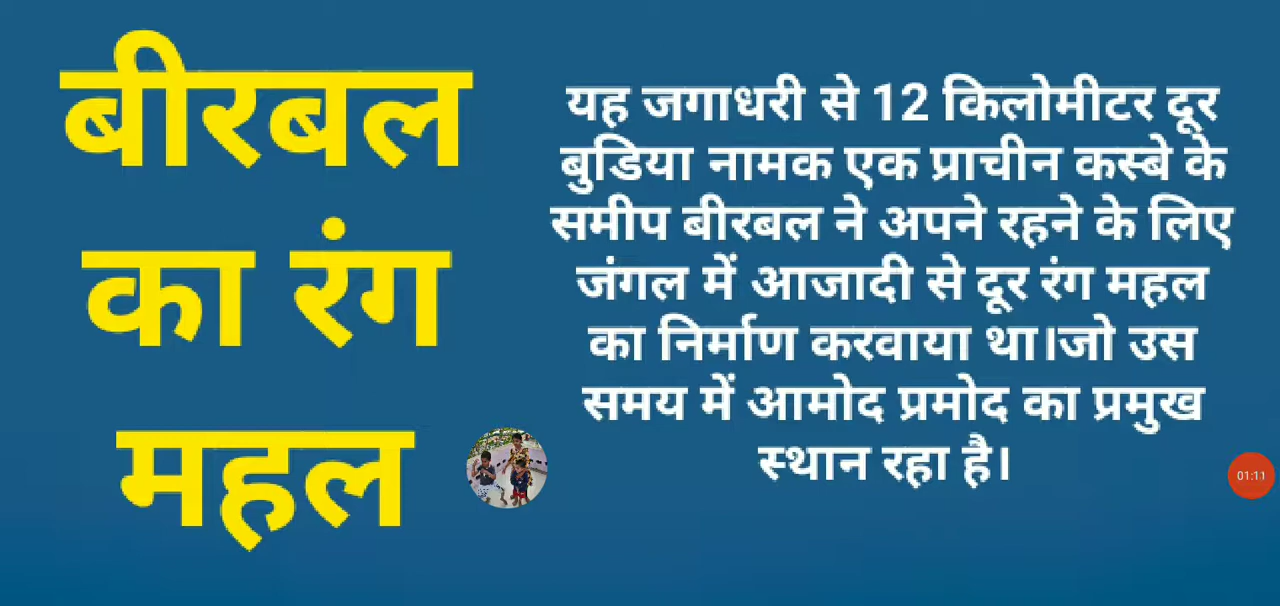 बीरबल
का रंग
महल
यह जगाधरी से 12 किलोमीटर दूर
बुडिया नामक एक प्राचीन कस्बे के
समीप बीरबल ने अपने रहने के लिए
जंगल में आजादी से दूर रंग महल
का निर्माण करवाया था।जो उस
समय में आमोद प्रमोद का प्रमुख
स्थान रहा है।
01:11